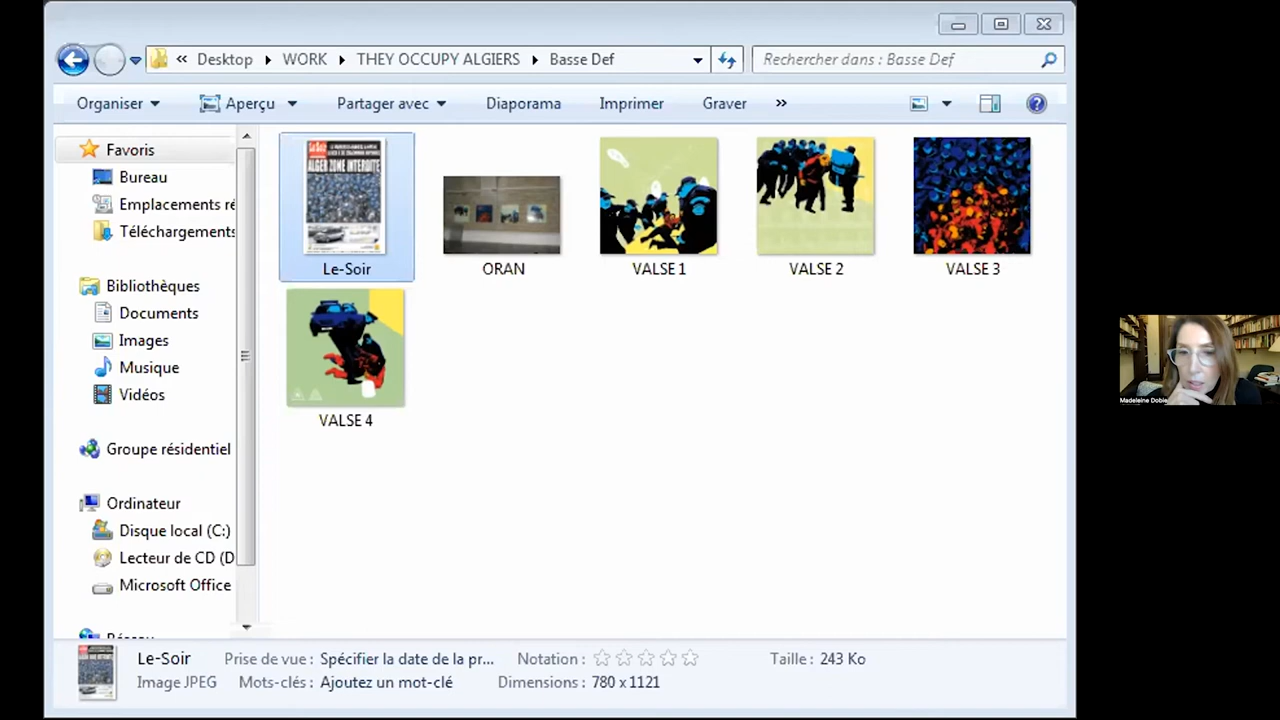 « Desktop ▸ WORK ▸ THEY OCCUPY ALGIERS ▸ Basse Def
Rechercher dans : Basse Def
Organiser Aperçu Partager avec Diaporama Imprimer Graver »
Favoris
Bureau
Emplacements ré
Téléchargements
Bibliothèques
Documents
Images
Musique
Vidéos
Groupe résidentiel
Ordinateur
Disque local (C:)
Lecteur de CD (D
Microsoft Office
Réseau
ALGER ZONE INTERDITE
Le-Soir
ORAN
VALSE 1
VALSE 2
VALSE 3
VALSE 4
Le-Soir Prise de vue : Spécifier la date de la pr... Notation : Taille : 243 Ko
Image JPEG Mots-clés : Ajoutez un mot-clé Dimensions : 780 x 1121
Madeleine Dobie